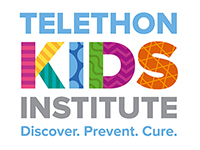 TELETHON
KIDS
INSTITUTE
Discover. Prevent. Cure.